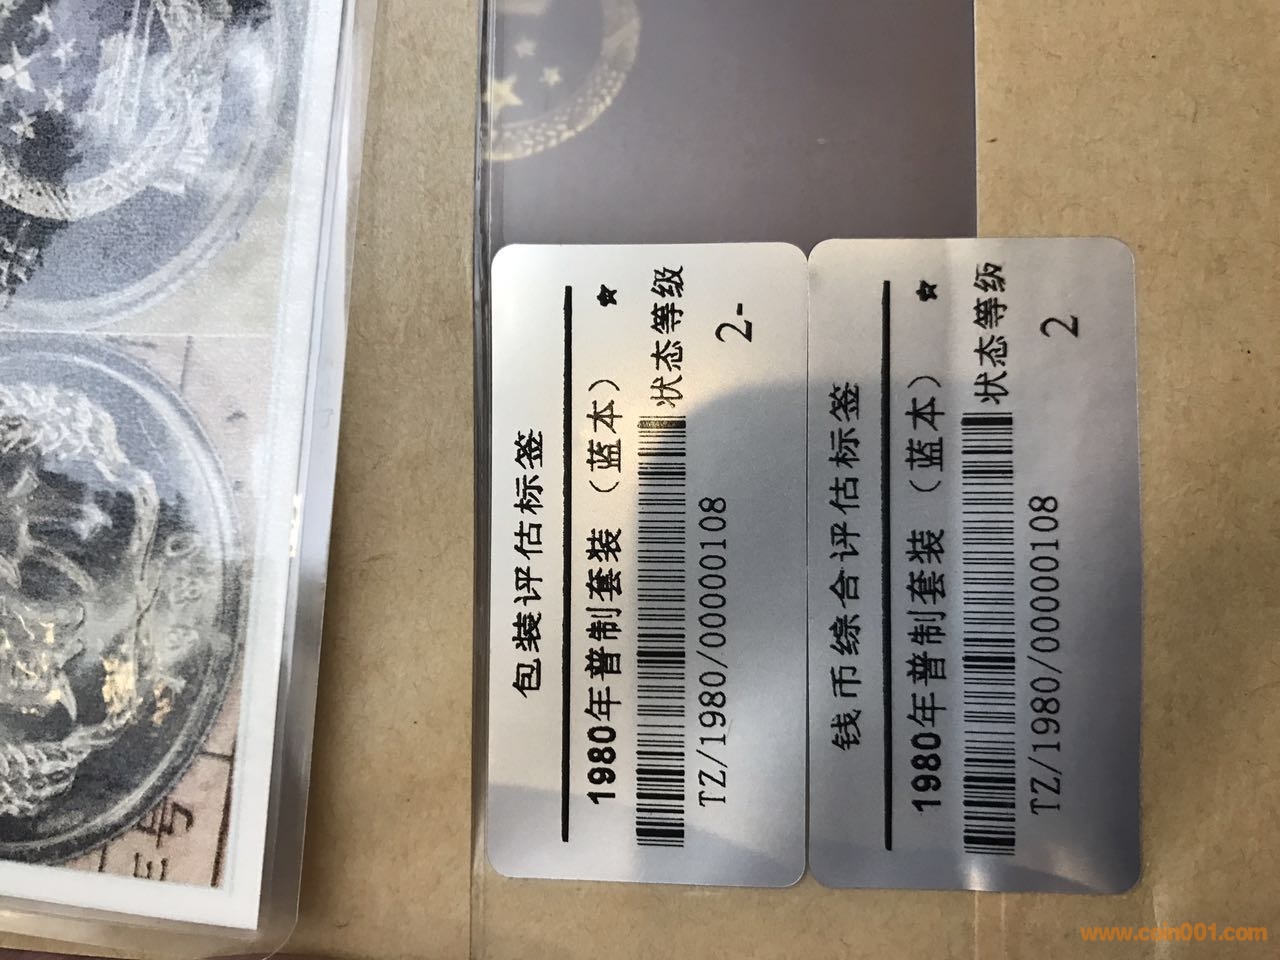 包装评估标签
1980年普制套装（蓝本）★
状态等级
2-
TZ/1980/00000108
钱币综合评估标签
1980年普制套装（蓝本）★
状态等级
2
TZ/1980/00000108
号
www.coin001.com